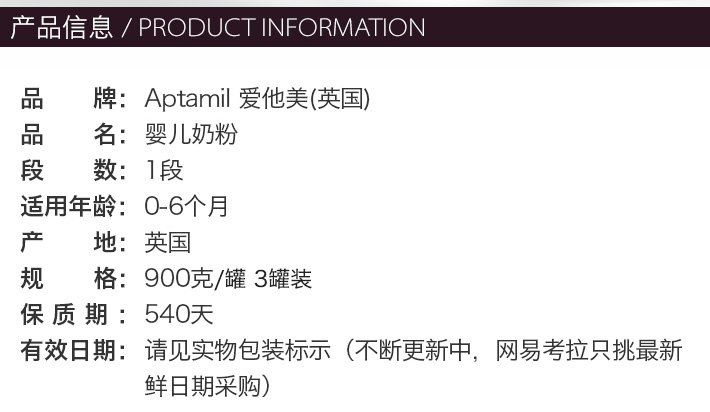 产品信息 / PRODUCT INFORMATION
品　　牌：Aptamil 爱他美(英国)
品　　名：婴儿奶粉
段　　数：1段
适用年龄：0-6个月
产　　地：英国
规　　格：900克/罐 3罐装
保 质 期 ：540天
有效日期：请见实物包装标示（不断更新中，网易考拉只挑最新
鲜日期采购）